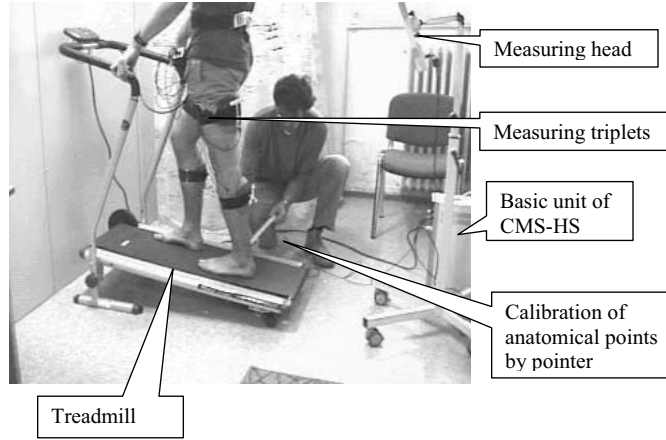 Measuring head
Measuring triplets
Basic unit of
CMS-HS
Calibration of
anatomical points
by pointer
Treadmill